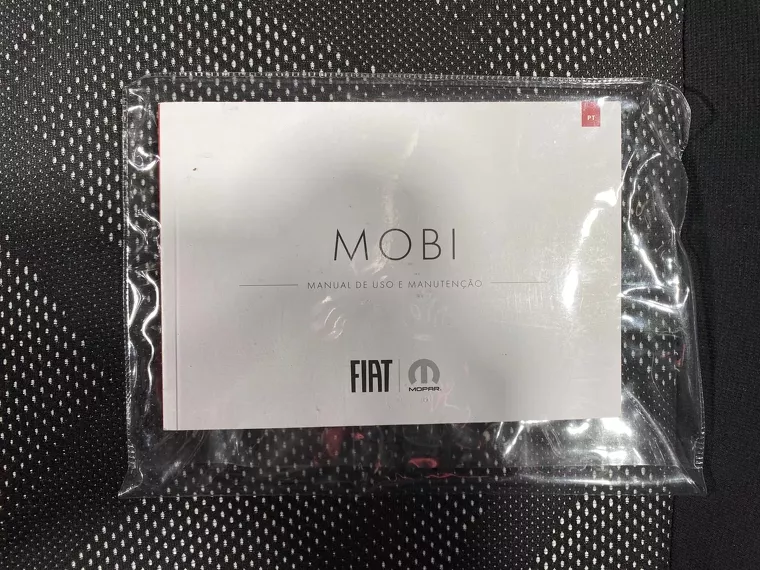 PT
MOBI
MANUAL DE USO E MANUTENÇÃO
FIAT MOPAR